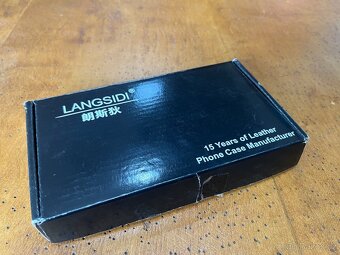 LANGSIDI®
朗斯狄
15 Years of Leather
Phone Case Manufacturer